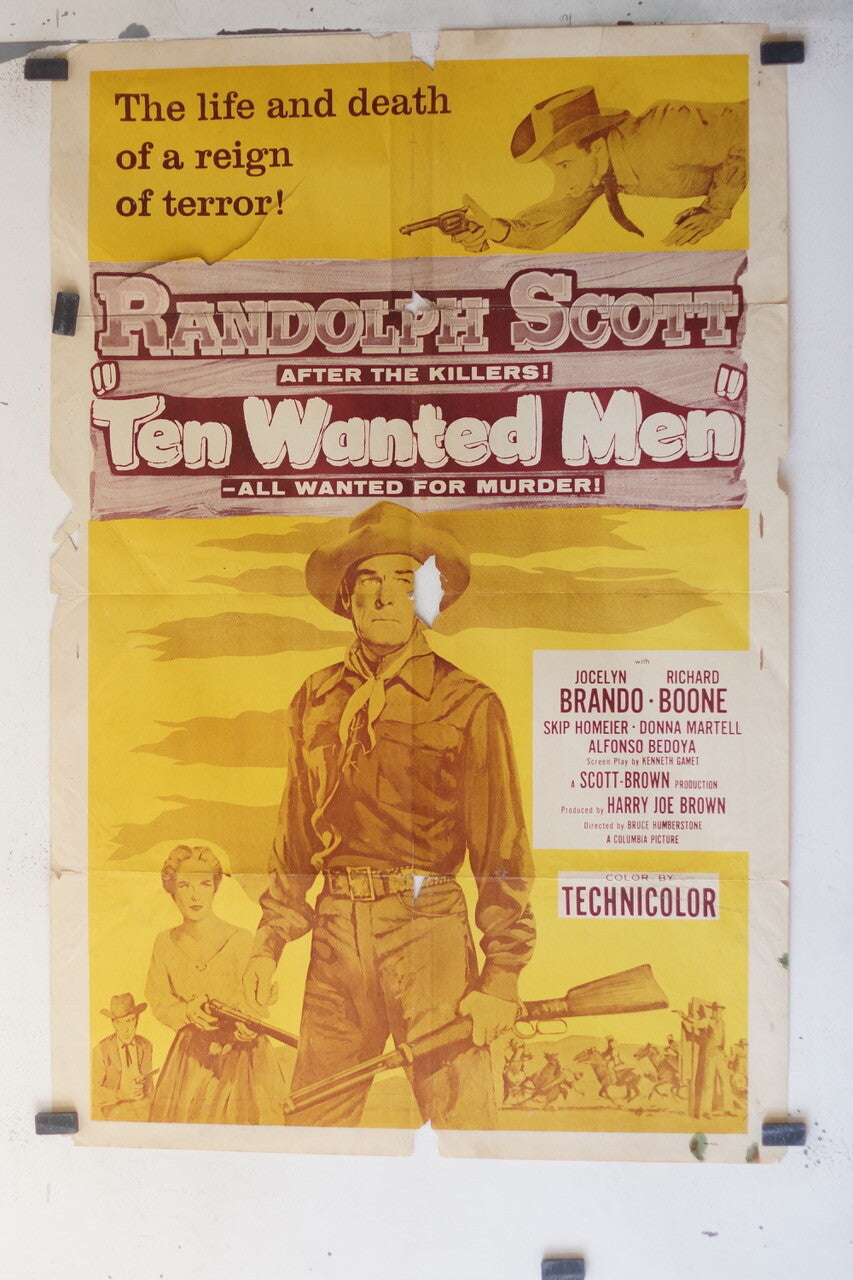 The life and death
of a reign
of terror!
RANDOLPH SCOTT
AFTER THE KILLERS!
"Ten Wanted Men"
–ALL WANTED FOR MURDER!
with
JOCELYN RICHARD
BRANDO · BOONE
SKIP HOMEIER · DONNA MARTELL
ALFONSO BEDOYA
Screen Play by KENNETH GAMET
A SCOTT-BROWN PRODUCTION
Produced by HARRY JOE BROWN
Directed by BRUCE HUMBERSTONE
A COLUMBIA PICTURE
COLOR BY
TECHNICOLOR